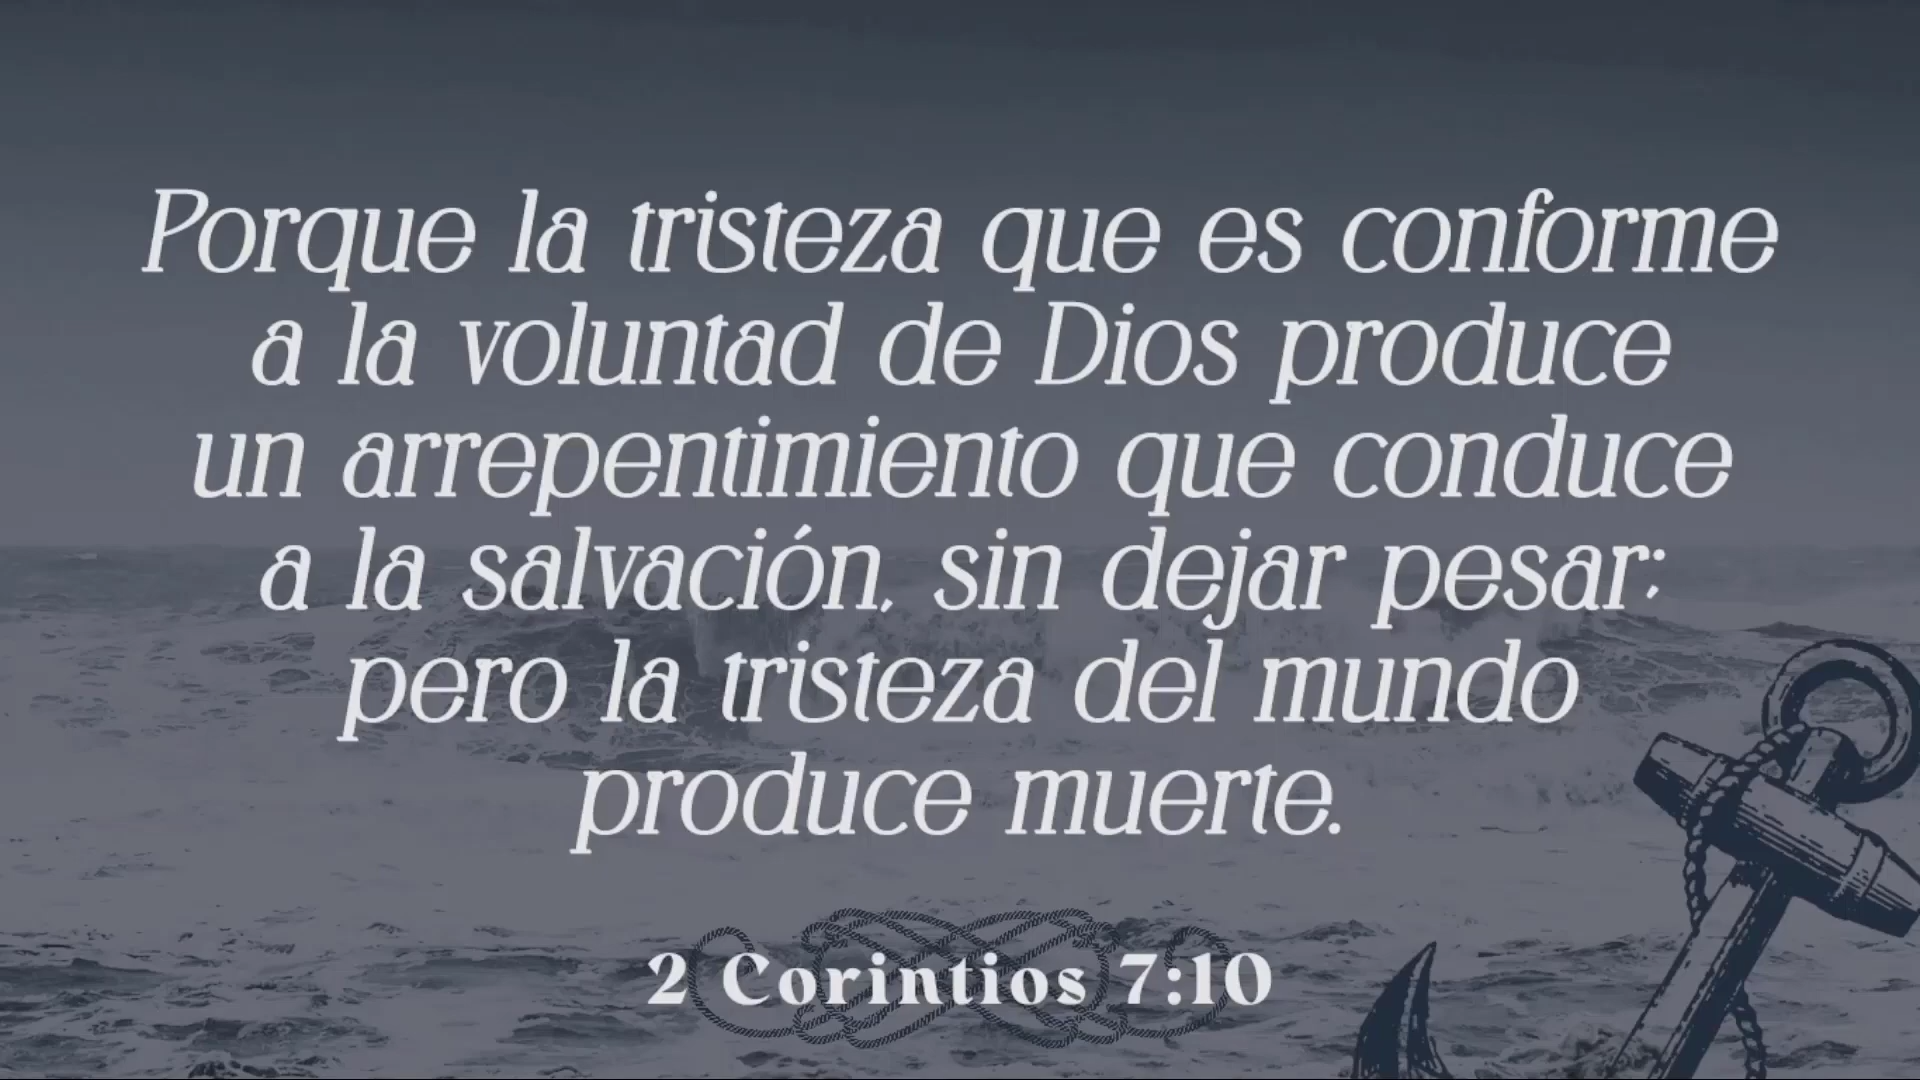 Porque la tristeza que es conforme
a la voluntad de Dios produce
un arrepentimiento que conduce
a la salvación, sin dejar pesar;
pero la tristeza del mundo
produce muerte.
2 Corintios 7:10